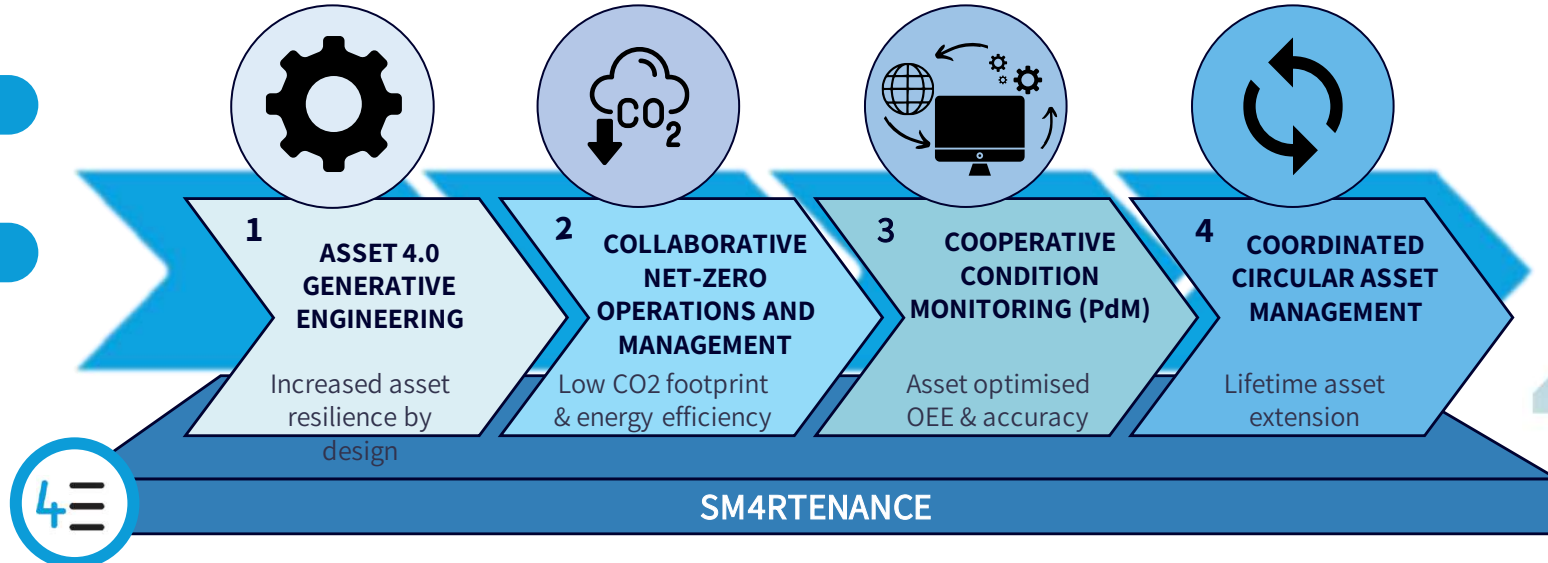 1
ASSET 4.0
GENERATIVE
ENGINEERING
Increased asset
resilience by
design
CO2
2
COLLABORATIVE
NET-ZERO
OPERATIONS AND
MANAGEMENT
Low CO2 footprint
& energy efficiency
3
COOPERATIVE
CONDITION
MONITORING (PdM)
Asset optimised
OEE & accuracy
4
COORDINATED
CIRCULAR ASSET
MANAGEMENT
Lifetime asset
extension
4
SM4RTENANCE